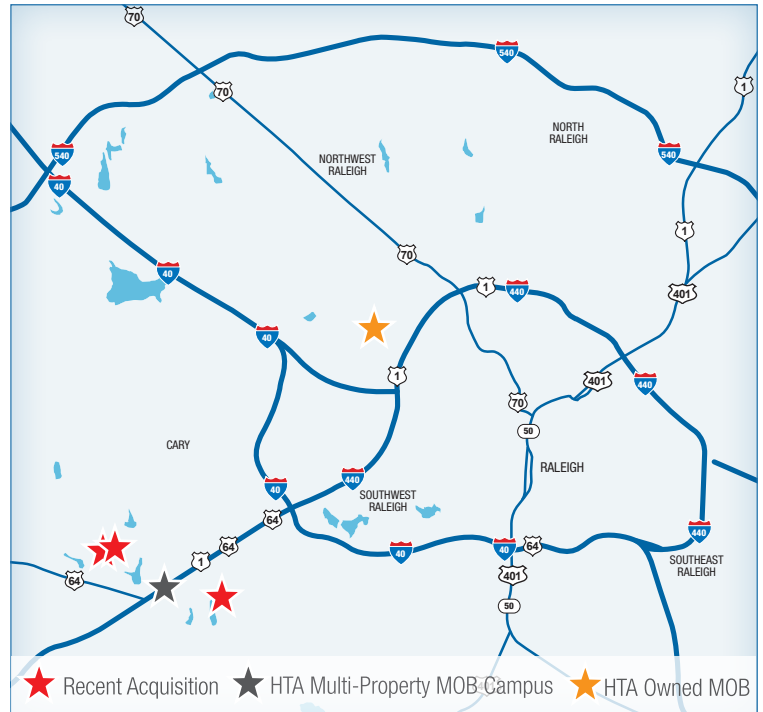 70
540
70
1
NORTH
RALEIGH
540
540
NORTHWEST
RALEIGH
40
1
70
40
1
440
401
40
1
401
440
70
50
CARY
RALEIGH
440
40
SOUTHWEST
RALEIGH
64
440
64
40
40
64
1
SOUTHEAST
RALEIGH
64
401
50
Recent Acquisition
HTA Multi-Property MOB Campus
HTA Owned MOB